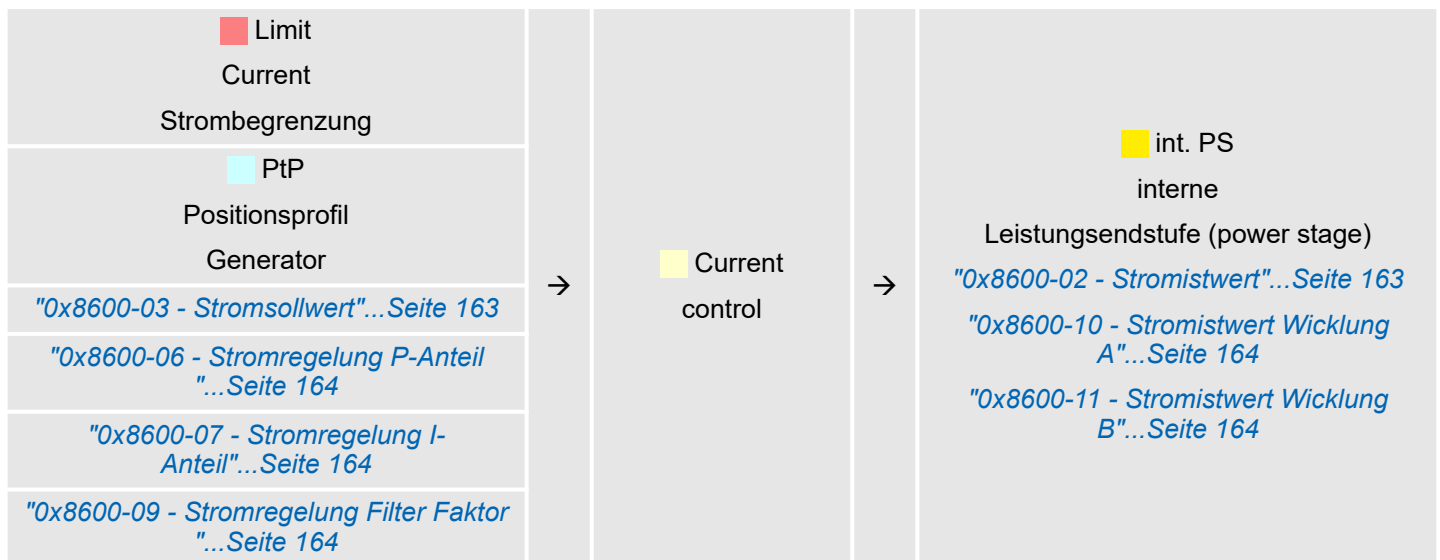 Limit
Current
Strombegrenzung
PtP
Positionsprofil
Generator
"0x8600-03 - Stromsollwert"...Seite 163
"0x8600-06 - Stromregelung P-Anteil
"...Seite 164
"0x8600-07 - Stromregelung I-
Anteil"...Seite 164
"0x8600-09 - Stromregelung Filter Faktor
"...Seite 164
→
Current
control
→
int. PS
interne
Leistungsendstufe (power stage)
"0x8600-02 - Stromistwert"...Seite 163
"0x8600-10 - Stromistwert Wicklung
A"...Seite 164
"0x8600-11 - Stromistwert Wicklung
B"...Seite 164